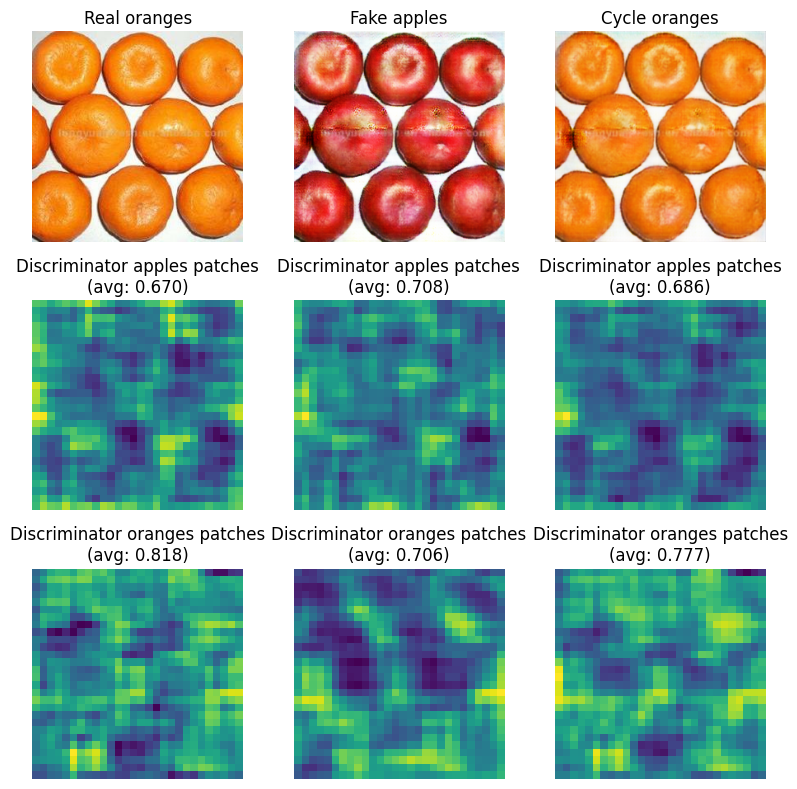 Real oranges
Fake apples
Cycle oranges
Discriminator apples patches
(avg: 0.670)
Discriminator apples patches
(avg: 0.708)
Discriminator apples patches
(avg: 0.686)
Discriminator oranges patches
(avg: 0.818)
Discriminator oranges patches
(avg: 0.706)
Discriminator oranges patches
(avg: 0.777)